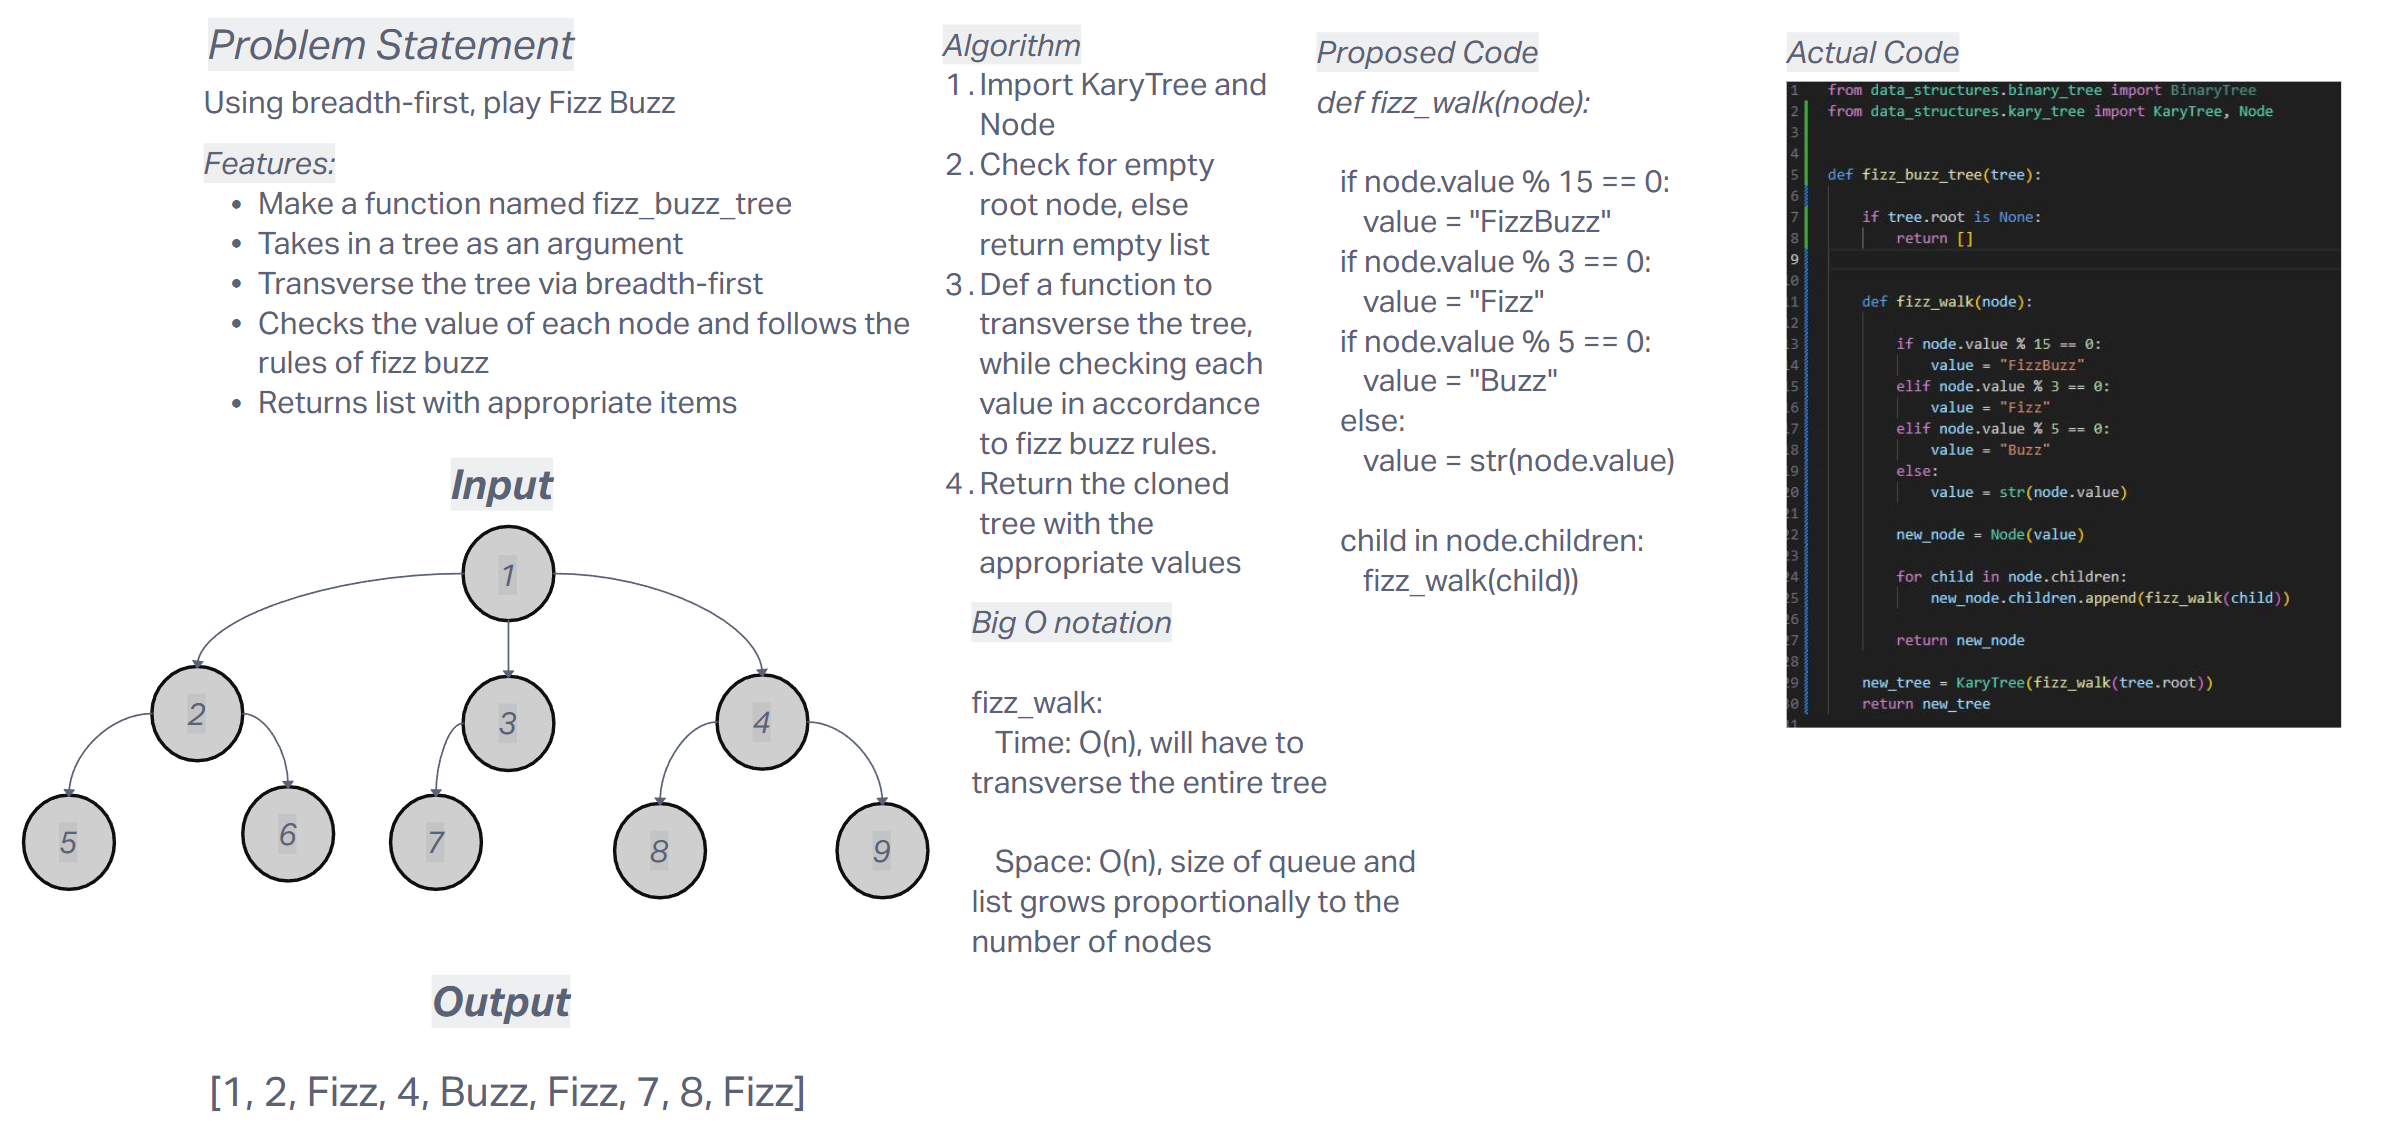 Problem Statement
Using breadth-first, play Fizz Buzz
Features:
• Make a function named fizz_buzz_tree
• Takes in a tree as an argument
• Transverse the tree via breadth-first
• Checks the value of each node and follows the
rules of fizz buzz
• Returns list with appropriate items
Input
1
2
3
4
5
6
7
8
9
Output
[1, 2, Fizz, 4, Buzz, Fizz, 7, 8, Fizz]
Algorithm
1. Import KaryTree and
Node
2. Check for empty
root node, else
return empty list
3. Def a function to
transverse the tree,
while checking each
value in accordance
to fizz buzz rules.
4. Return the cloned
tree with the
appropriate values
Big O notation
fizz_walk:
Time: O(n), will have to
transverse the entire tree
Space: O(n), size of queue and
list grows proportionally to the
number of nodes
Proposed Code
def fizz_walk(node):
if node.value % 15 == 0:
value = "FizzBuzz"
if node.value % 3 == 0:
value = "Fizz"
if node.value % 5 == 0:
value = "Buzz"
else:
value = str(node.value)
child in node.children:
fizz_walk(child))
Actual Code
1 from data_structures.binary_tree import BinaryTree
2 from data_structures.kary_tree import KaryTree, Node
3
4
5 def fizz_buzz_tree(tree):
6
7 if tree.root is None:
8 return []
9
10
11 def fizz_walk(node):
12
13 if node.value % 15 == 0:
14 value = "FizzBuzz"
15 elif node.value % 3 == 0:
16 value = "Fizz"
17 elif node.value % 5 == 0:
18 value = "Buzz"
19 else:
20 value = str(node.value)
21
22 new_node = Node(value)
23
24 for child in node.children:
25 new_node.children.append(fizz_walk(child))
26
27 return new_node
28
29 new_tree = KaryTree(fizz_walk(tree.root))
30 return new_tree
31